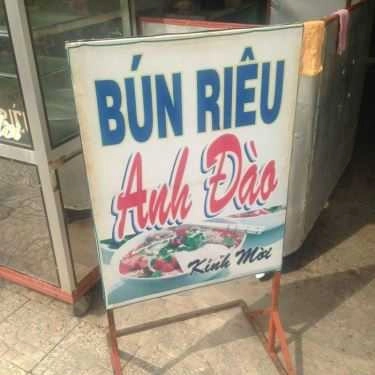 BÚN RIÊU
Anh Đào
Kính Mời